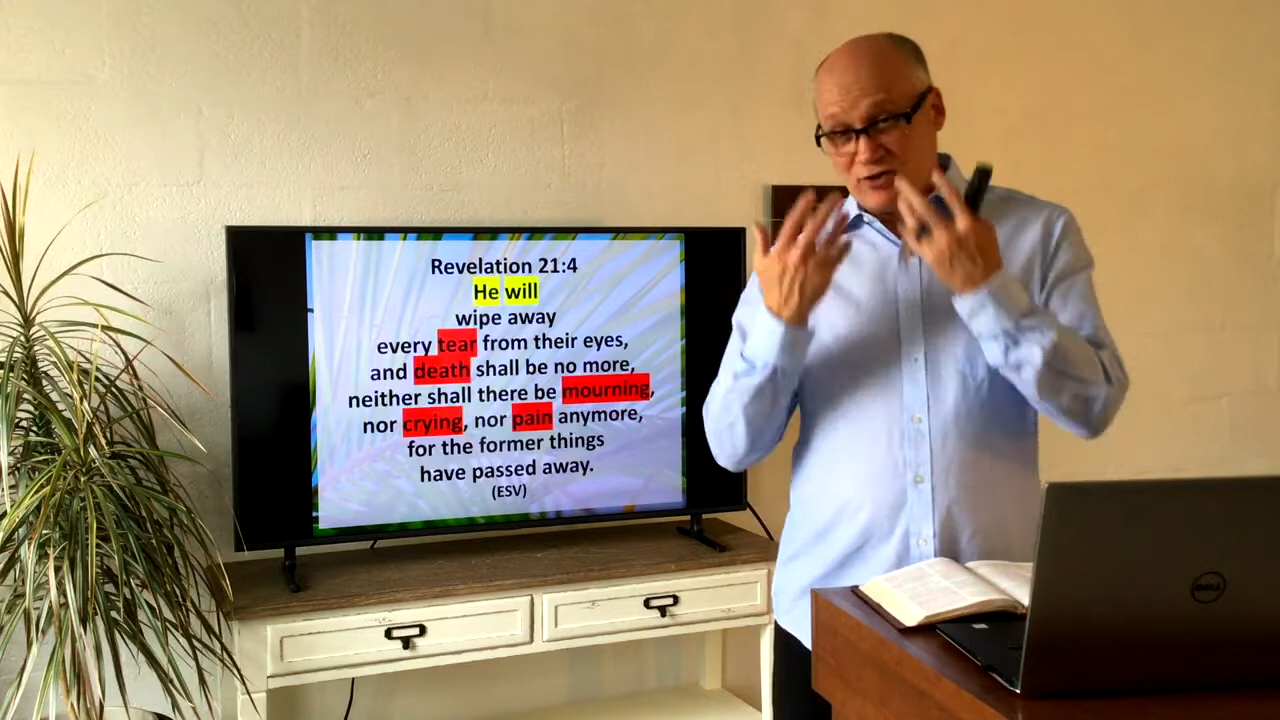 Revelation 21:4
He will
wipe away
every tear from their eyes,
and death shall be no more,
neither shall there be mourning,
nor crying, nor pain anymore,
for the former things
have passed away.
(ESV)
DELL